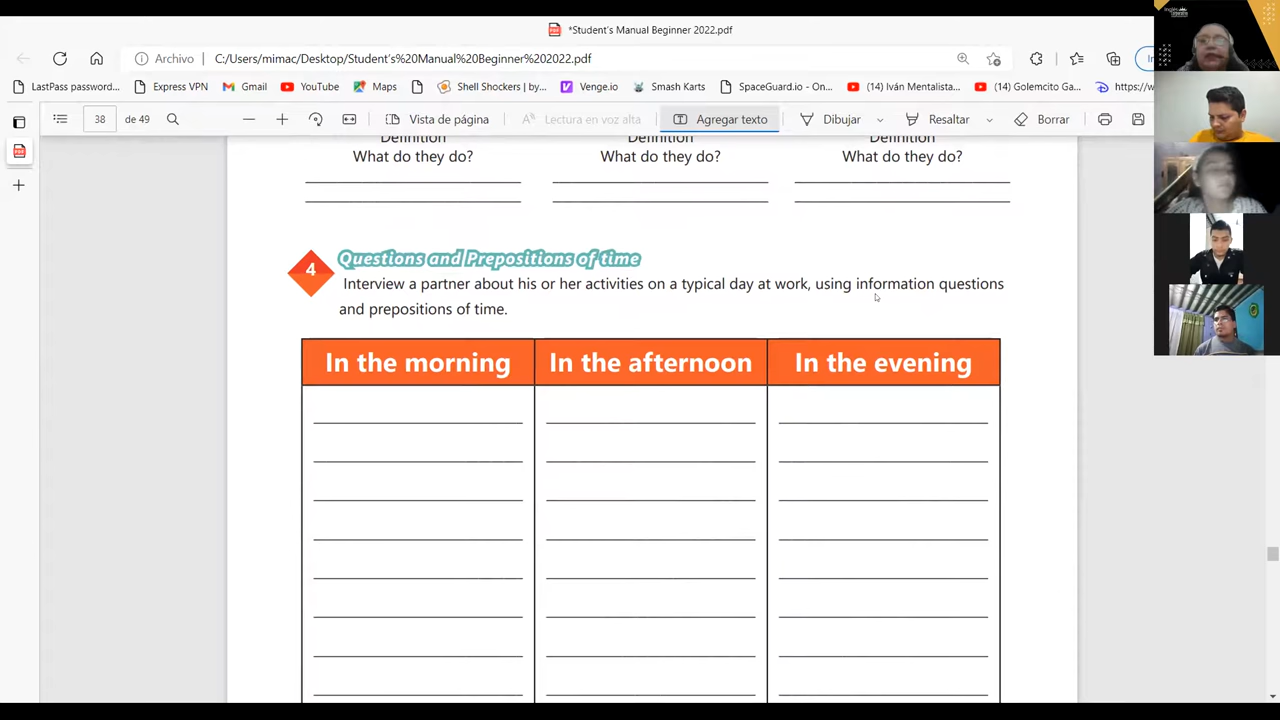 *Student's Manual Beginner 2022.pdf
Archivo
C:/Users/mimac/Desktop/Student's%20Manual%20Beginner%202022.pdf
LastPass password...
Express VPN
Gmail
YouTube
Maps
Shell Shockers | by...
Venge.io
Smash Karts
SpaceGuard.io - On...
(14) Iván Mentalista...
(14) Golemcito Ga...
https://w
38
de 49
Vista de página
Lectura en voz alta
Agregar texto
Dibujar
Resaltar
Borrar
Definition
Definition
Definition
What do they do?
What do they do?
What do they do?
4
Questions and Prepositions of time
Interview a partner about his or her activities on a typical day at work, using information questions
and prepositions of time.
In the morning
In the afternoon
In the evening